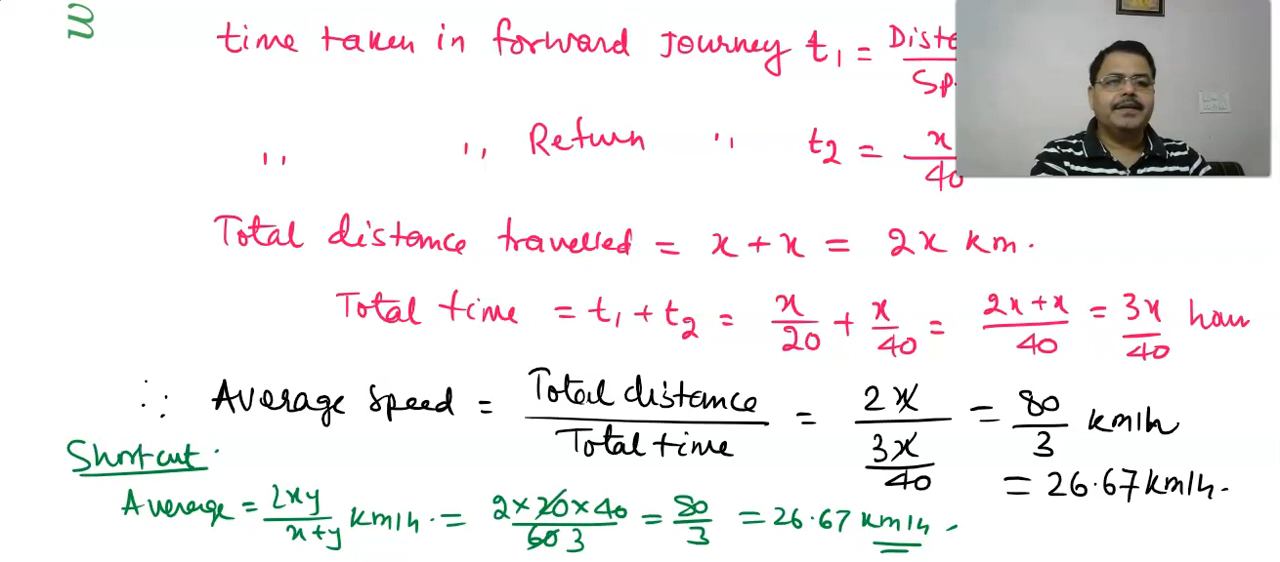 time taken in forward Journey t₁ = Dist / Sp
,, ,, Return ,, t₂ = x/40
Total distance travelled = x + x = 2x km.
Total time = t₁ + t₂ = x/20 + x/40 = (2x+x)/40 = 3x/40 hour
∴ Average Speed = Total distance / Total time = 2x / (3x/40) = 80/3 km/h
= 26.67 km/h.
Shortcut.
Average = 2xy/(x+y) km/h. = (2×20×40)/60 3 = 80/3 = 26.67 km/h.